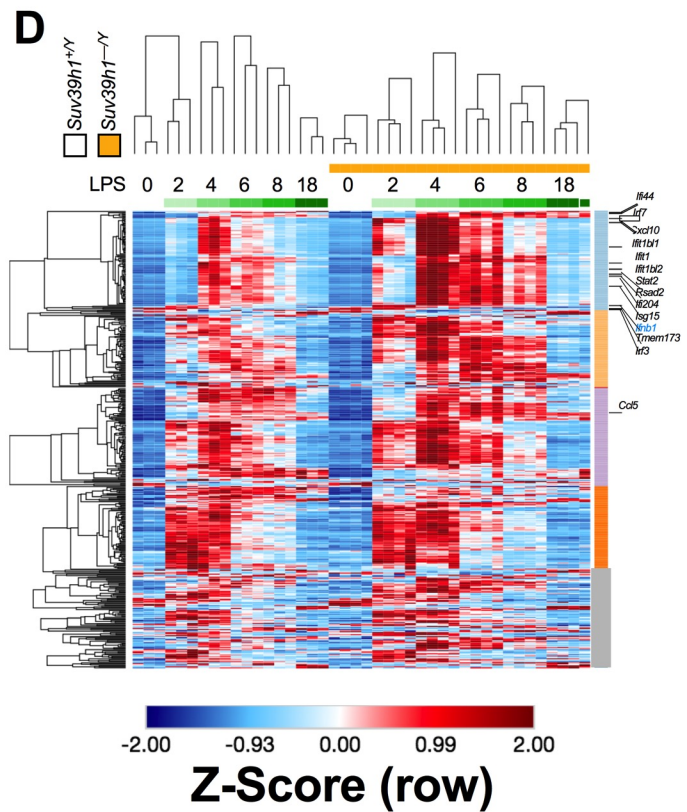 D
Suv39h1+/Y
Suv39h1—/Y
LPS 0 2 4 6 8 18 0 2 4 6 8 18
Ifi44
Irf7
Cxcl10
Ifit1bl1
Ifit1
Ifit1bl2
Stat2
Rsad2
Ifi204
Isg15
Ifnb1
Tmem173
Irf3
Ccl5
-2.00 -0.93 0.00 0.99 2.00
Z-Score (row)